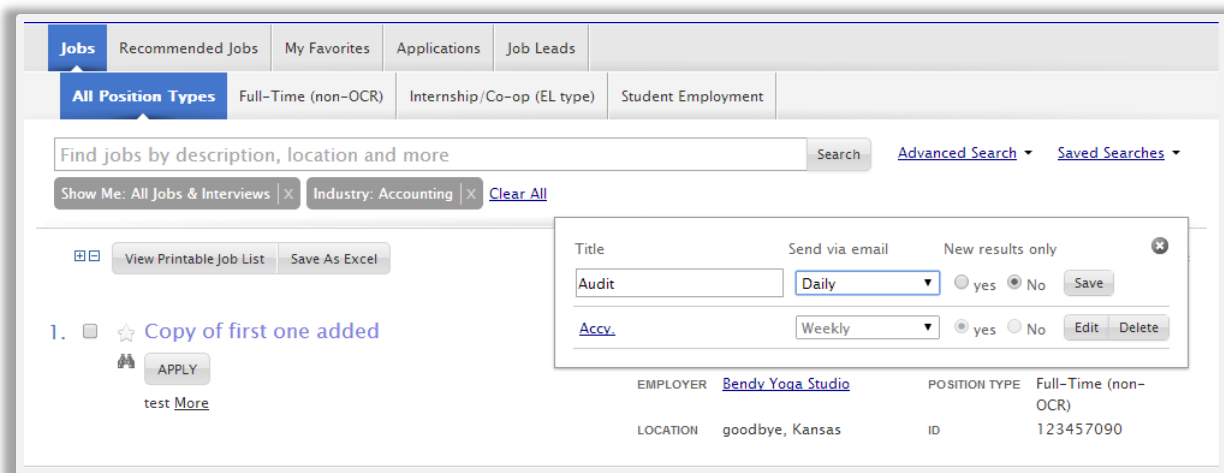 Jobs Recommended Jobs My Favorites Applications Job Leads
All Position Types Full-Time (non-OCR) Internship/Co-op (EL type) Student Employment
Find jobs by description, location and more Search Advanced Search Saved Searches
Show Me: All Jobs & Interviews X Industry: Accounting X Clear All
Title Send via email New results only
View Printable Job List Save As Excel
Audit Daily yes No Save
Accy. Weekly yes No Edit Delete
1. Copy of first one added
APPLY
test More
EMPLOYER Bendy Yoga Studio POSITION TYPE Full-Time (non-
OCR)
LOCATION goodbye, Kansas ID 123457090